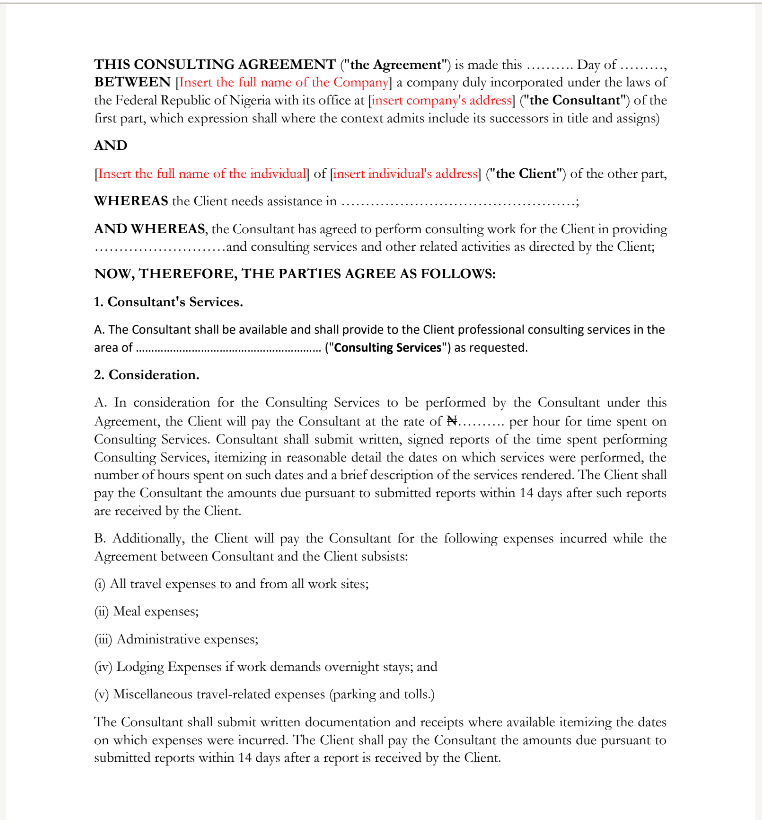 THIS CONSULTING AGREEMENT ("the Agreement") is made this ………. Day of ………,
BETWEEN [Insert the full name of the Company] a company duly incorporated under the laws of
the Federal Republic of Nigeria with its office at [insert company's address] ("the Consultant") of the
first part, which expression shall where the context admits include its successors in title and assigns)
AND
[Insert the full name of the individual] of [insert individual's address] ("the Client") of the other part,
WHEREAS the Client needs assistance in …………………………………………;
AND WHEREAS, the Consultant has agreed to perform consulting work for the Client in providing
………………………and consulting services and other related activities as directed by the Client;
NOW, THEREFORE, THE PARTIES AGREE AS FOLLOWS:
1. Consultant's Services.
A. The Consultant shall be available and shall provide to the Client professional consulting services in the
area of …………………………………………… ("Consulting Services") as requested.
2. Consideration.
A. In consideration for the Consulting Services to be performed by the Consultant under this
Agreement, the Client will pay the Consultant at the rate of ₦………. per hour for time spent on
Consulting Services. Consultant shall submit written, signed reports of the time spent performing
Consulting Services, itemizing in reasonable detail the dates on which services were performed, the
number of hours spent on such dates and a brief description of the services rendered. The Client shall
pay the Consultant the amounts due pursuant to submitted reports within 14 days after such reports
are received by the Client.
B. Additionally, the Client will pay the Consultant for the following expenses incurred while the
Agreement between Consultant and the Client subsists:
(i) All travel expenses to and from all work sites;
(ii) Meal expenses;
(iii) Administrative expenses;
(iv) Lodging Expenses if work demands overnight stays; and
(v) Miscellaneous travel-related expenses (parking and tolls.)
The Consultant shall submit written documentation and receipts where available itemizing the dates
on which expenses were incurred. The Client shall pay the Consultant the amounts due pursuant to
submitted reports within 14 days after a report is received by the Client.